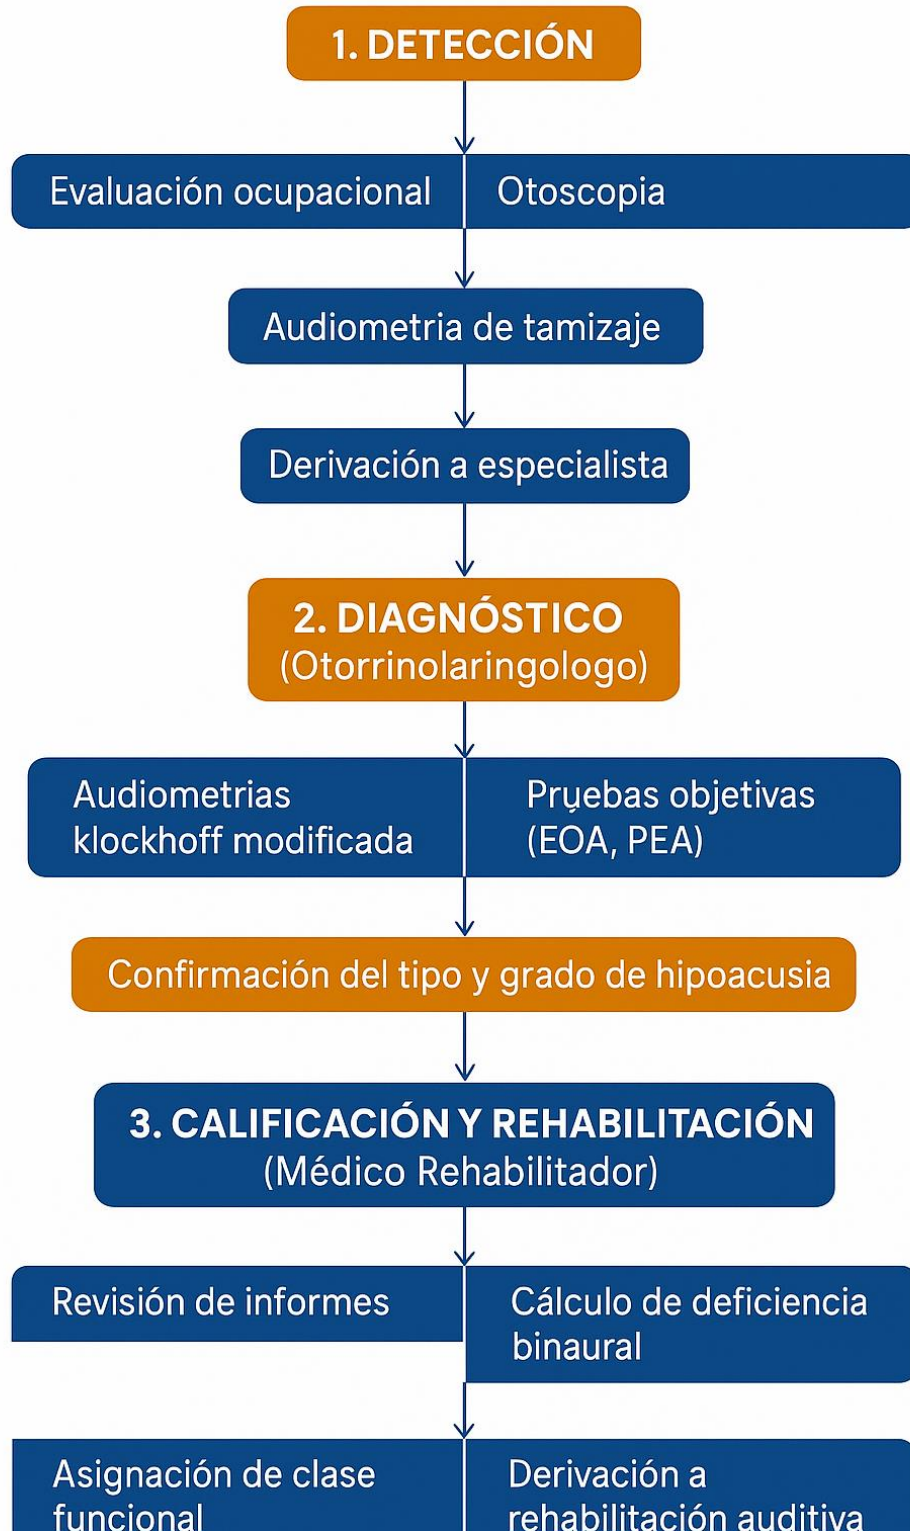 1. DETECCIÓN
Evaluación ocupacional
Otoscopia
Audiometria de tamizaje
Derivación a especialista
2. DIAGNÓSTICO
(Otorrinolaringologo)
Audiometrias
klockhoff modificada
Pruebas objetivas
(EOA, PEA)
Confirmación del tipo y grado de hipoacusia
3. CALIFICACIÓN Y REHABILITACIÓN
(Médico Rehabilitador)
Revisión de informes
Cálculo de deficiencia
binaural
Asignación de clase
funcional
Derivación a
rehabilitación auditiva